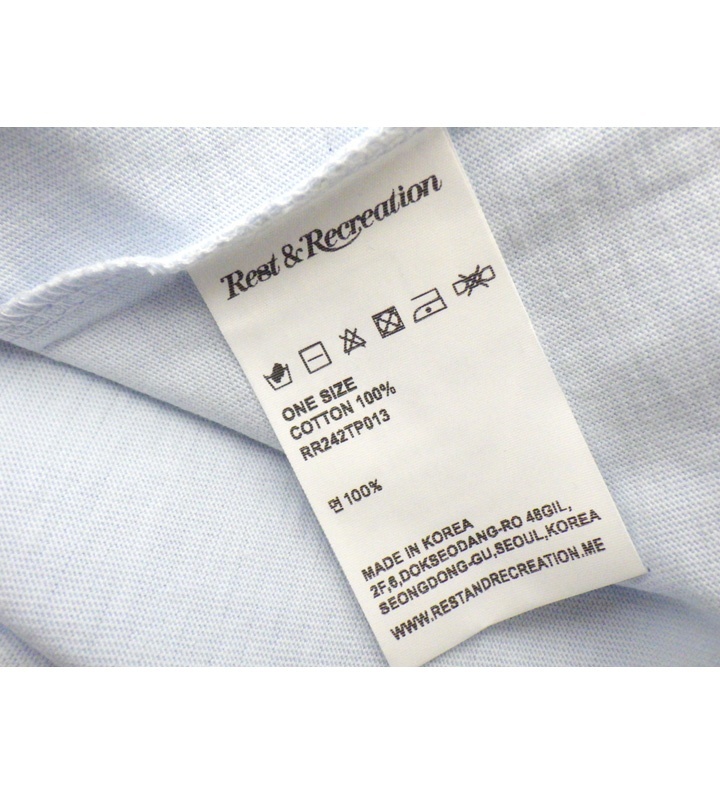 Rest & Recreation
ONE SIZE
COTTON 100%
RR242TP013
면 100%
MADE IN KOREA
2F,6,DOKSEODANG-RO 48GIL,
SEONGDONG-GU,SEOUL,KOREA
WWW.RESTANDRECREATION.ME